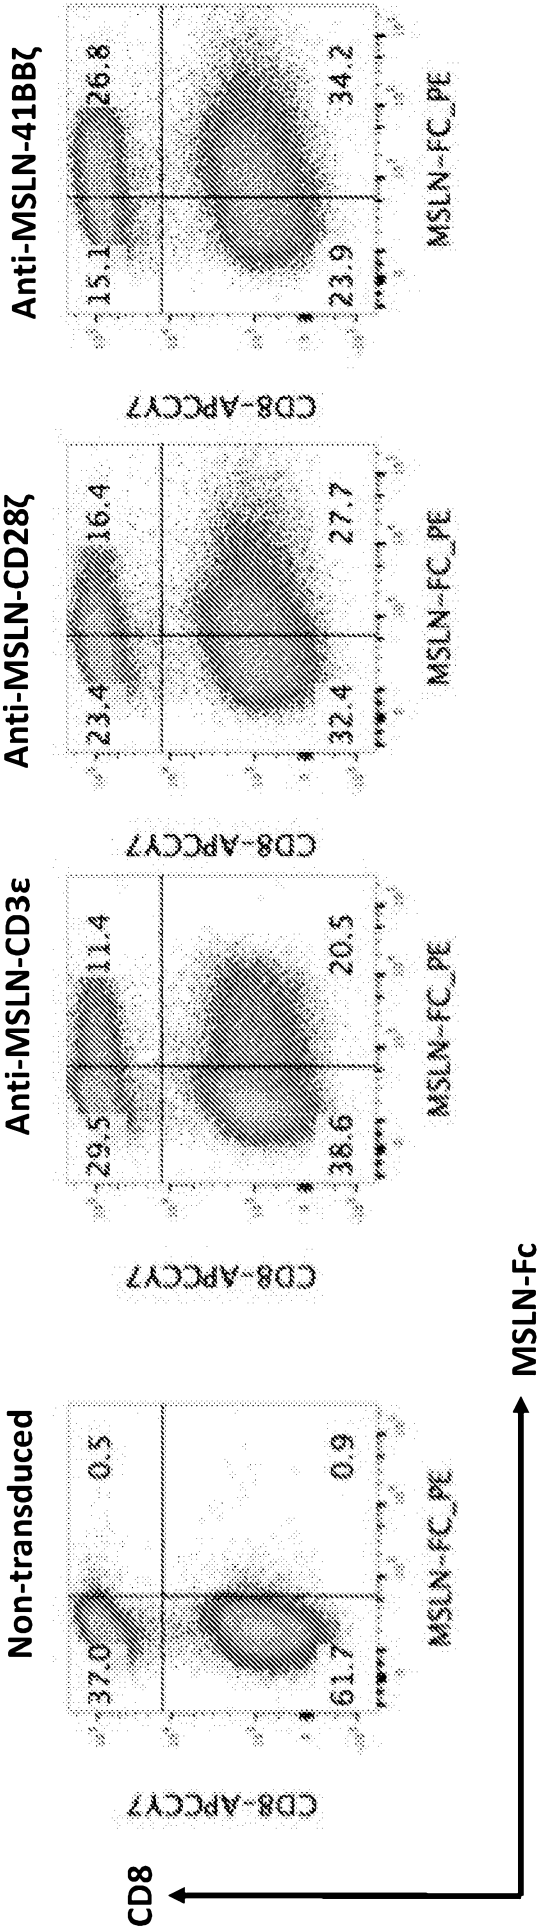 Non-transduced
Anti-MSLN-CD3ε
Anti-MSLN-CD28ζ
Anti-MSLN-41BBζ
37.0
0.5
61.7
0.9
CD8-APCCY7
MSLN-FC_PE
29.5
11.4
38.6
20.5
CD8-APCCY7
MSLN-FC_PE
23.4
16.4
32.4
27.7
CD8-APCCY7
MSLN-FC_PE
15.1
26.8
23.9
34.2
CD8-APCCY7
MSLN-FC_PE
CD8
MSLN-Fc